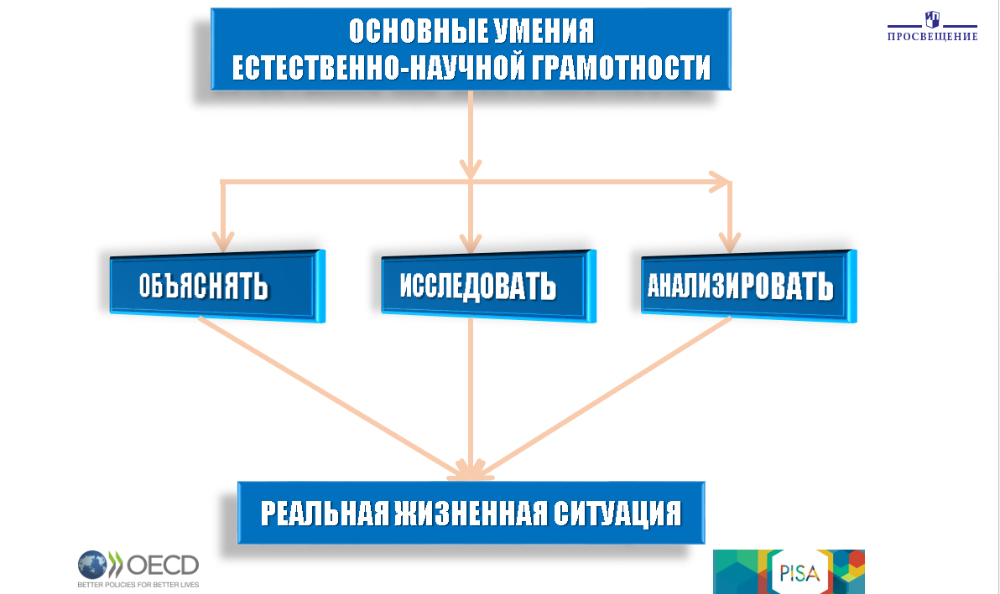 ОСНОВНЫЕ УМЕНИЯ
ЕСТЕСТВЕННО-НАУЧНОЙ ГРАМОТНОСТИ
ПРОСВЕЩЕНИЕ
ОБЪЯСНЯТЬ
ИССЛЕДОВАТЬ
АНАЛИЗИРОВАТЬ
РЕАЛЬНАЯ ЖИЗНЕННАЯ СИТУАЦИЯ
OECD
BETTER POLICIES FOR BETTER LIVES
PISA